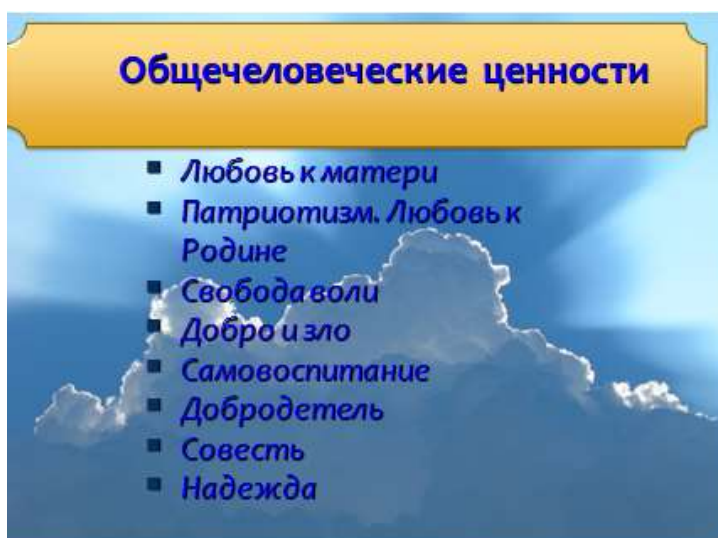 Общечеловеческие ценности
Любовь к матери
Патриотизм. Любовь к
Родине
Свобода воли
Добро и зло
Самовоспитание
Добродетель
Совесть
Надежда